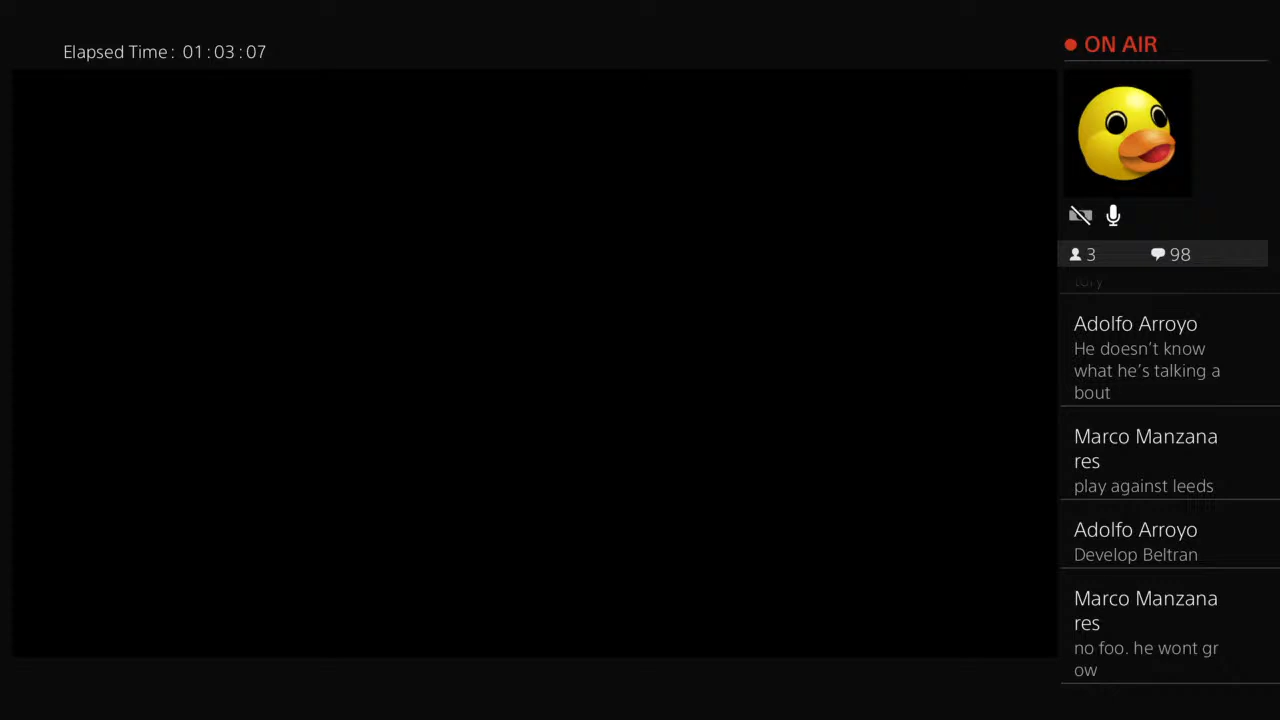 Elapsed Time: 01:03:07
ON AIR
3 98
Adolfo Arroyo
He doesn't know
what he's talking a
bout
Marco Manzana
res
play against leeds
Adolfo Arroyo
Develop Beltran
Marco Manzana
res
no foo. he wont gr
ow